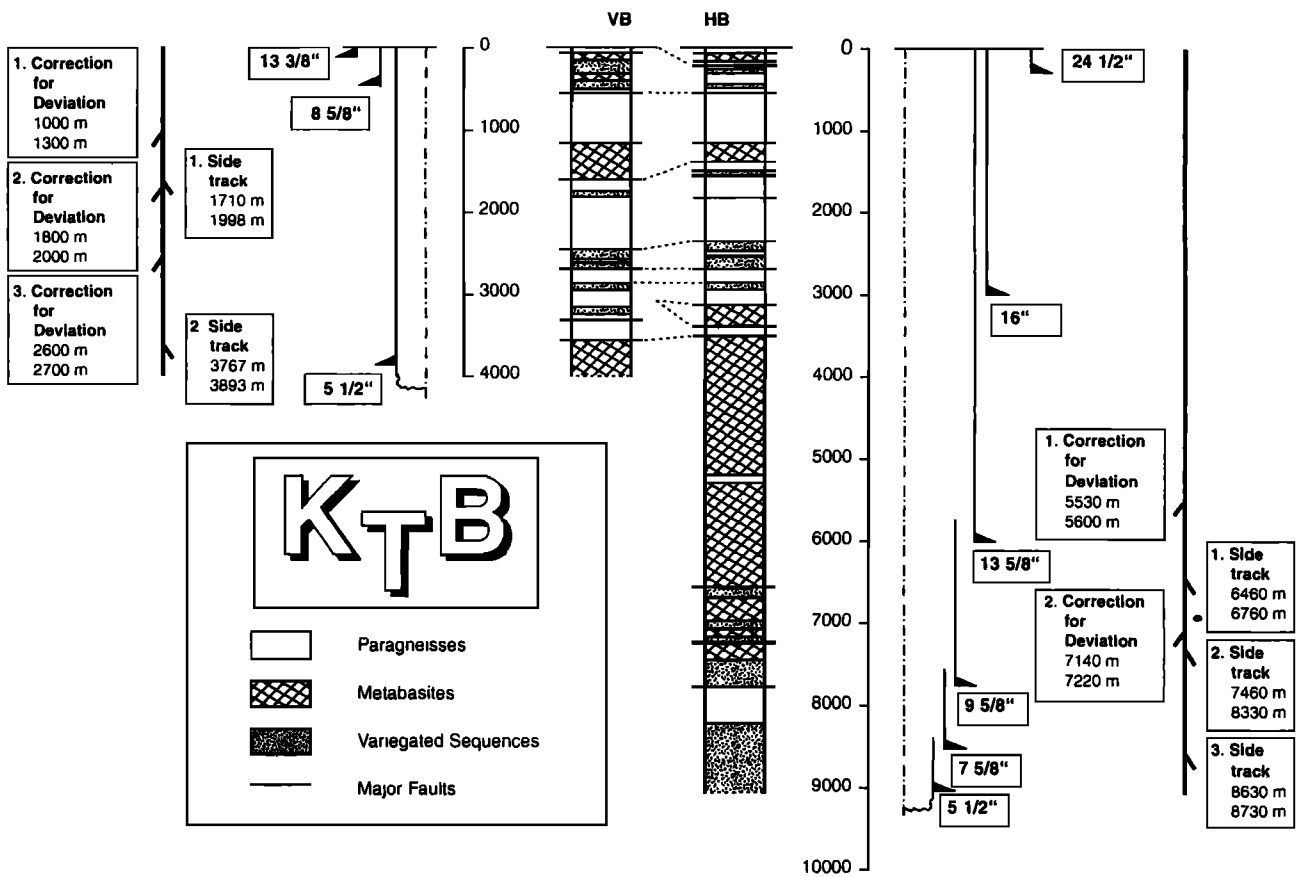 VB HB
1. Correction
for
Deviation
1000 m
1300 m
2. Correction
for
Deviation
1800 m
2000 m
3. Correction
for
Deviation
2600 m
2700 m
1. Side
track
1710 m
1998 m
2 Side
track
3767 m
3893 m
13 3/8"
8 5/8"
5 1/2"
0
1000
2000
3000
4000
KTB
Paragneisses
Metabasites
Variegated Sequences
Major Faults
0
1000
2000
3000
4000
5000
6000
7000
8000
9000
10000
24 1/2"
16"
13 5/8"
9 5/8"
7 5/8"
5 1/2"
1. Correction
for
Deviation
5530 m
5600 m
2. Correction
for
Deviation
7140 m
7220 m
1. Side
track
6460 m
6760 m
2. Side
track
7460 m
8330 m
3. Side
track
8630 m
8730 m